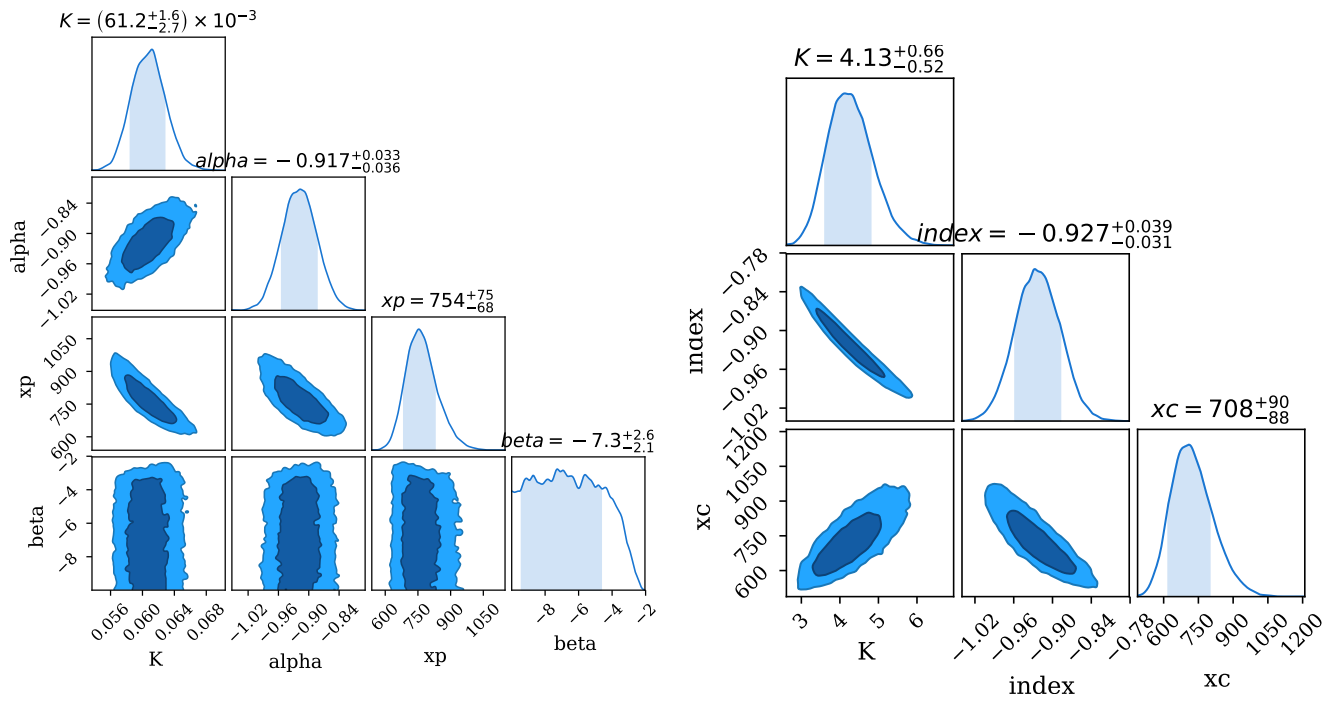 K = (61.2 +1.6 −2.7) × 10−3
alpha = −0.917 +0.033 −0.036
xp = 754 +75 −68
beta = −7.3 +2.6 −2.1
alpha
−0.84
−0.90
−0.96
−1.02
xp
1050
900
750
600
beta
−2
−4
−6
−8
0.056 0.060 0.064 0.068
K
−1.02 −0.96 −0.90 −0.84
alpha
600 750 900 1050
xp
−8 −6 −4 −2
beta
K = 4.13 +0.66 −0.52
index = −0.927 +0.039 −0.031
xc = 708 +90 −88
index
−0.78
−0.84
−0.90
−0.96
−1.02
xc
1200
1050
900
750
600
3 4 5 6
K
−1.02 −0.96 −0.90 −0.84 −0.78
index
600 750 900 1050 1200
xc